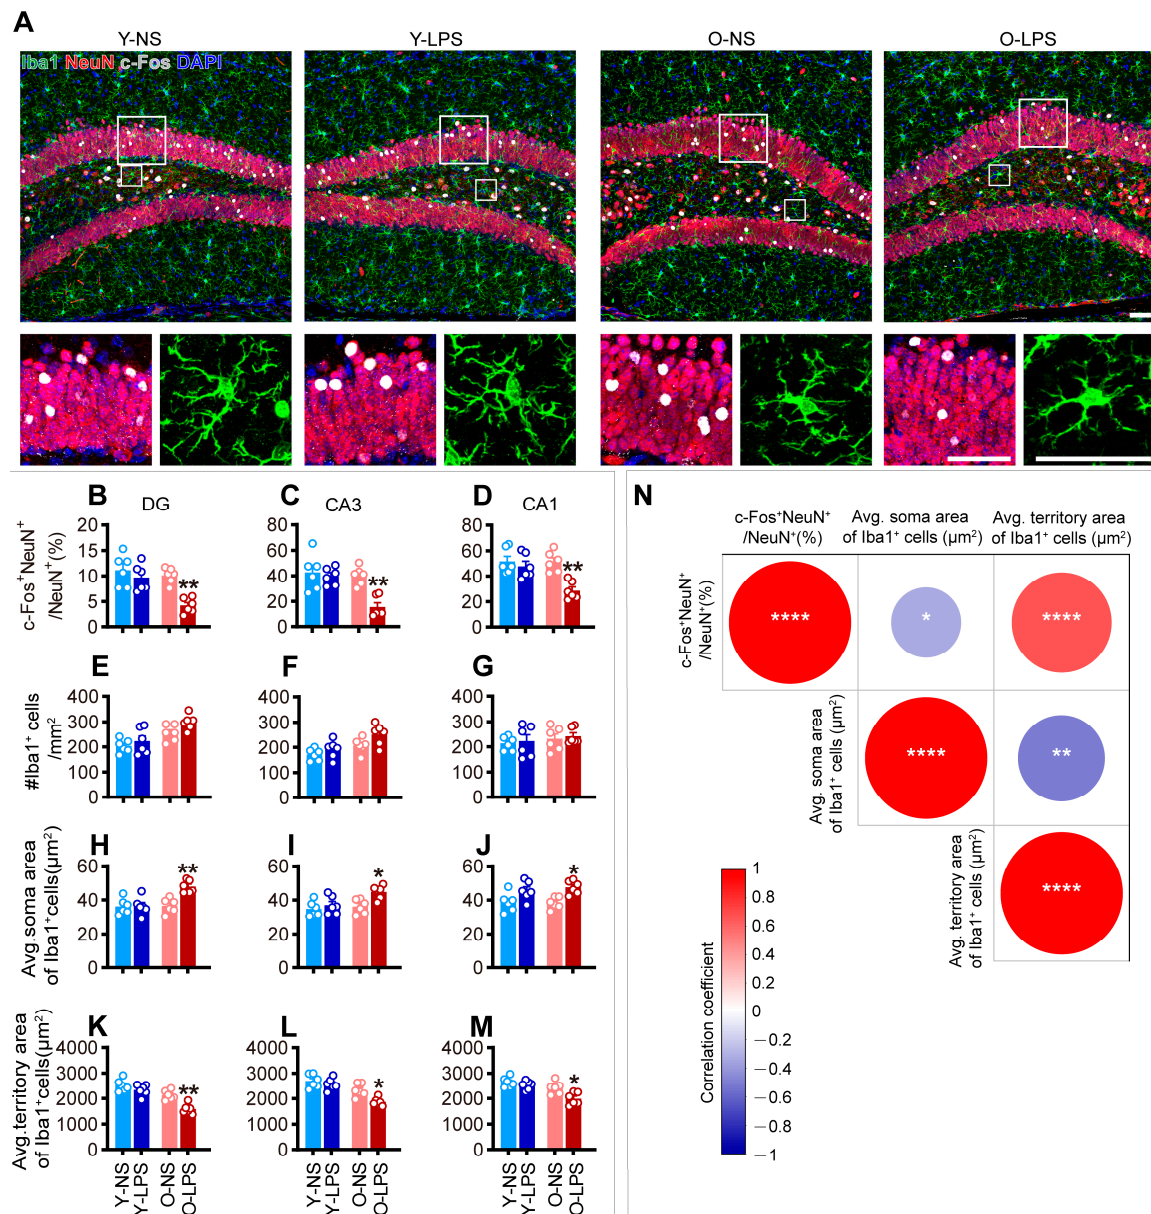 A
Y-NS
Y-LPS
O-NS
O-LPS
Iba1 NeuN c-Fos DAPI
B
DG
C
CA3
D
CA1
c-Fos⁺NeuN⁺
/NeuN⁺(%)
20
15
10
5
0
**
80
60
40
20
0
**
80
60
40
20
0
**
E
F
G
#Iba1⁺ cells
/mm²
400
300
200
100
0
400
300
200
100
0
400
300
200
100
0
H
I
J
Avg.soma area
of Iba1⁺cells(µm²)
60
40
20
0
**
60
40
20
0
*
60
40
20
0
*
K
L
M
Avg.territory area
of Iba1⁺cells(µm²)
4000
3000
2000
1000
0
**
4000
3000
2000
1000
0
*
4000
3000
2000
1000
0
*
Y-NS
Y-LPS
O-NS
O-LPS
Y-NS
Y-LPS
O-NS
O-LPS
Y-NS
Y-LPS
O-NS
O-LPS
N
c-Fos⁺NeuN⁺
/NeuN⁺(%)
Avg. soma area
of Iba1⁺ cells (µm²)
Avg. territory area
of Iba1⁺ cells (µm²)
c-Fos⁺NeuN⁺
/NeuN⁺(%)
****
*
****
Avg. soma area
of Iba1⁺ cells (µm²)
****
**
Avg. territory area
of Iba1⁺ cells (µm²)
****
Correlation coefficient
1
0.8
0.6
0.4
0.2
0
−0.2
−0.4
−0.6
−0.8
−1